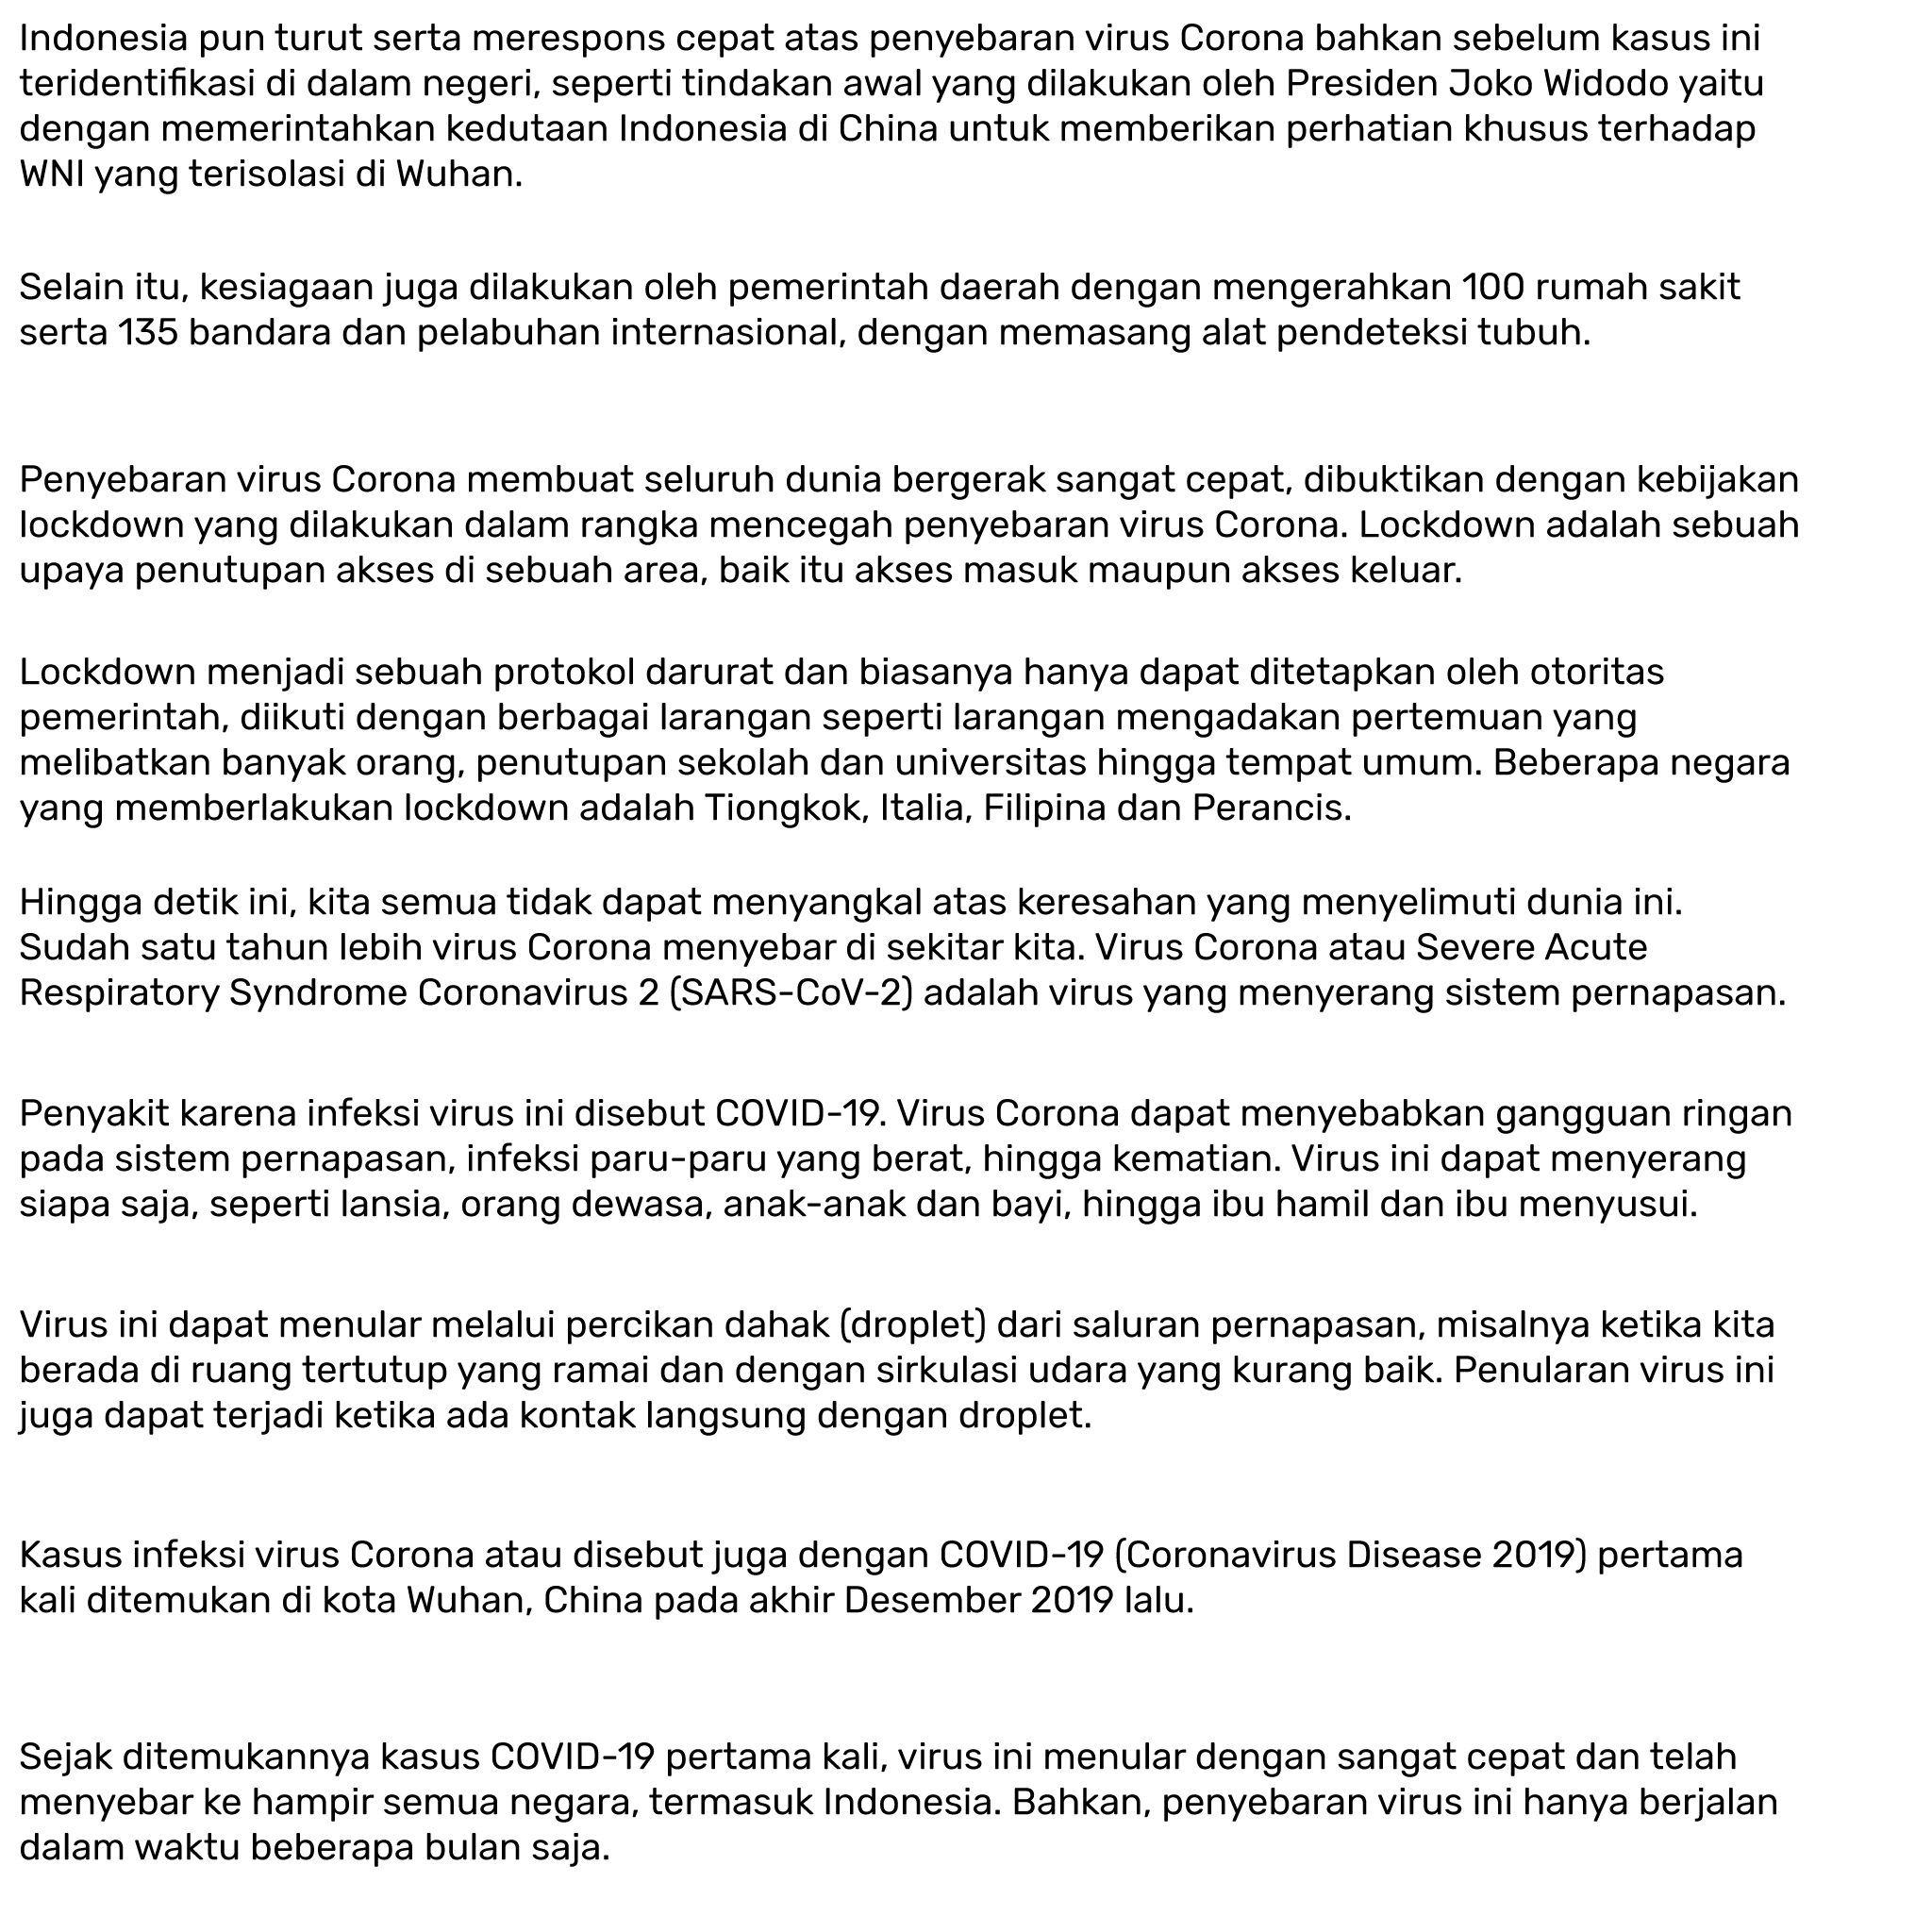 Indonesia pun turut serta merespons cepat atas penyebaran virus Corona bahkan sebelum kasus ini
teridentifikasi di dalam negeri, seperti tindakan awal yang dilakukan oleh Presiden Joko Widodo yaitu
dengan memerintahkan kedutaan Indonesia di China untuk memberikan perhatian khusus terhadap
WNI yang terisolasi di Wuhan.
Selain itu, kesiagaan juga dilakukan oleh pemerintah daerah dengan mengerahkan 100 rumah sakit
serta 135 bandara dan pelabuhan internasional, dengan memasang alat pendeteksi tubuh.
Penyebaran virus Corona membuat seluruh dunia bergerak sangat cepat, dibuktikan dengan kebijakan
lockdown yang dilakukan dalam rangka mencegah penyebaran virus Corona. Lockdown adalah sebuah
upaya penutupan akses di sebuah area, baik itu akses masuk maupun akses keluar.
Lockdown menjadi sebuah protokol darurat dan biasanya hanya dapat ditetapkan oleh otoritas
pemerintah, diikuti dengan berbagai larangan seperti larangan mengadakan pertemuan yang
melibatkan banyak orang, penutupan sekolah dan universitas hingga tempat umum. Beberapa negara
yang memberlakukan lockdown adalah Tiongkok, Italia, Filipina dan Perancis.
Hingga detik ini, kita semua tidak dapat menyangkal atas keresahan yang menyelimuti dunia ini.
Sudah satu tahun lebih virus Corona menyebar di sekitar kita. Virus Corona atau Severe Acute
Respiratory Syndrome Coronavirus 2 (SARS-CoV-2) adalah virus yang menyerang sistem pernapasan.
Penyakit karena infeksi virus ini disebut COVID-19. Virus Corona dapat menyebabkan gangguan ringan
pada sistem pernapasan, infeksi paru-paru yang berat, hingga kematian. Virus ini dapat menyerang
siapa saja, seperti lansia, orang dewasa, anak-anak dan bayi, hingga ibu hamil dan ibu menyusui.
Virus ini dapat menular melalui percikan dahak (droplet) dari saluran pernapasan, misalnya ketika kita
berada di ruang tertutup yang ramai dan dengan sirkulasi udara yang kurang baik. Penularan virus ini
juga dapat terjadi ketika ada kontak langsung dengan droplet.
Kasus infeksi virus Corona atau disebut juga dengan COVID-19 (Coronavirus Disease 2019) pertama
kali ditemukan di kota Wuhan, China pada akhir Desember 2019 lalu.
Sejak ditemukannya kasus COVID-19 pertama kali, virus ini menular dengan sangat cepat dan telah
menyebar ke hampir semua negara, termasuk Indonesia. Bahkan, penyebaran virus ini hanya berjalan
dalam waktu beberapa bulan saja.